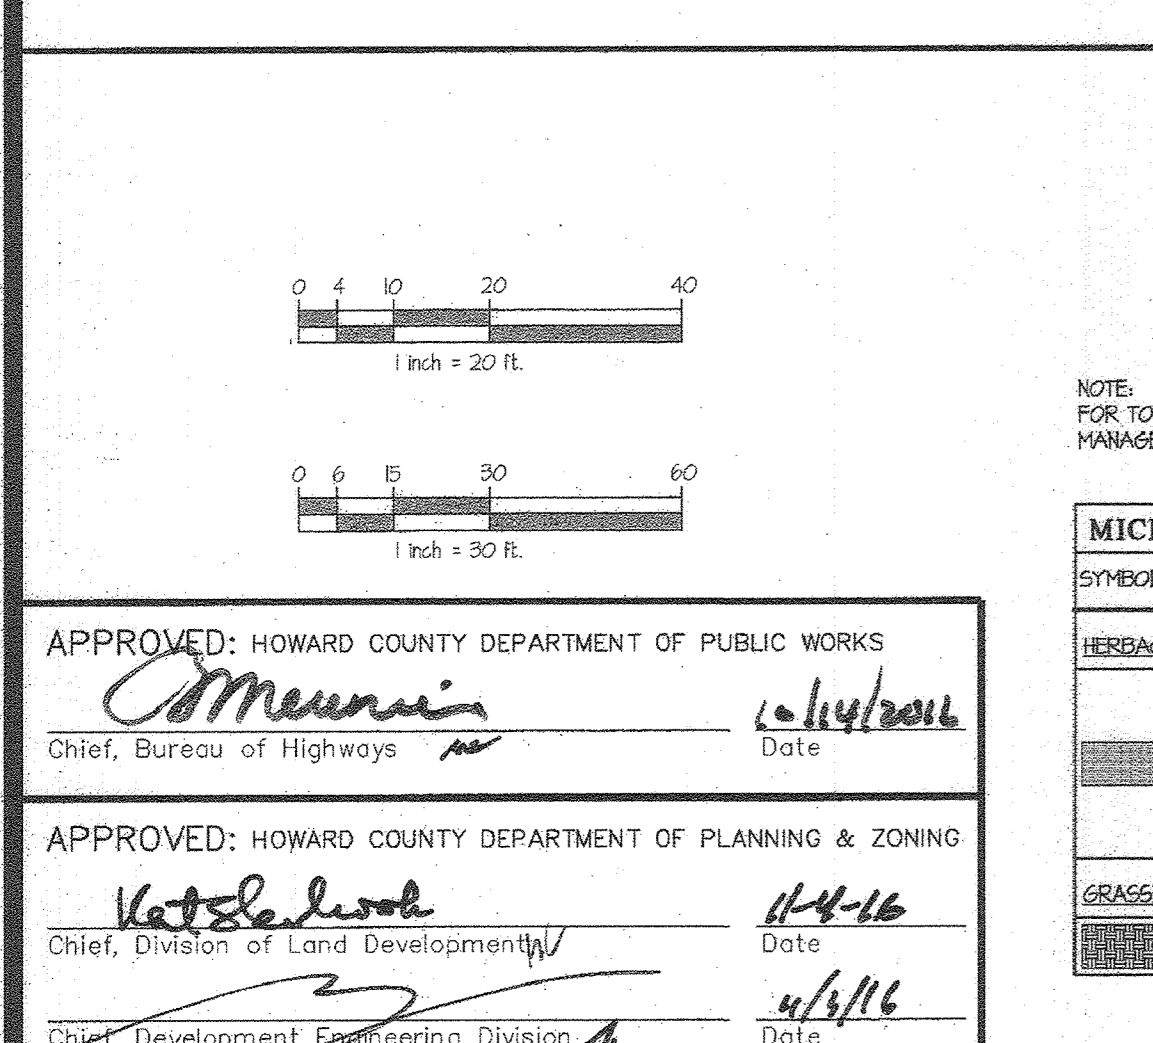 0 4 10 20 40
1 inch = 20 ft.
0 6 15 30 60
1 inch = 30 ft.
NOTE:
FOR TO
MANAGE
MIC
SYMBO
HERBA
GRASS
APPROVED: HOWARD COUNTY DEPARTMENT OF PUBLIC WORKS
10/14/2016
Chief, Bureau of Highways
Date
APPROVED: HOWARD COUNTY DEPARTMENT OF PLANNING & ZONING
11-4-16
Chief, Division of Land Development
Date
Chief, Development Engineering Division
Date